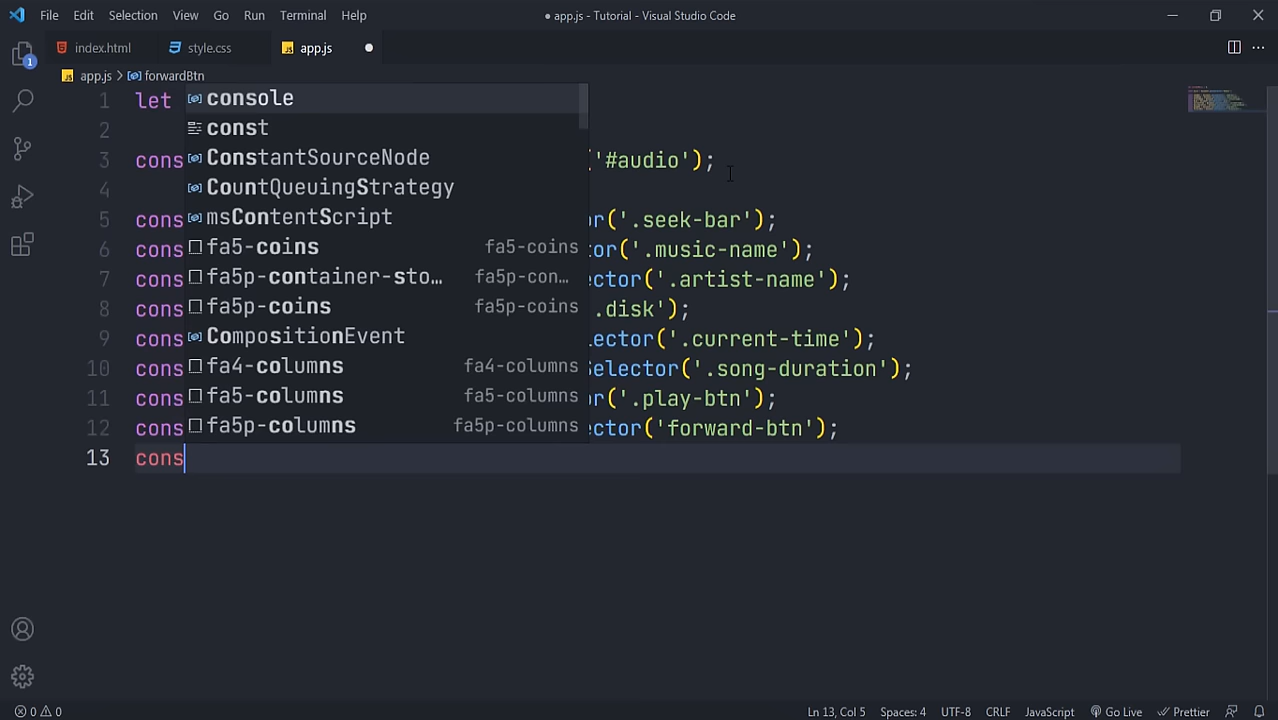 File Edit Selection View Go Run Terminal Help
● app.js - Tutorial - Visual Studio Code
index.html style.css app.js
app.js > forwardBtn
1 let
2
3 cons ('#audio');
4
5 cons or('.seek-bar');
6 cons tor('.music-name');
7 cons ector('.artist-name');
8 cons .disk');
9 cons lector('.current-time');
10 cons Selector('.song-duration');
11 cons or('.play-btn');
12 cons ector('forward-btn');
13 cons
console
const
ConstantSourceNode
CountQueuingStrategy
msContentScript
fa5-coins fa5-coins
fa5p-container-sto… fa5p-con…
fa5p-coins fa5p-coins
CompositionEvent
fa4-columns fa4-columns
fa5-columns fa5-columns
fa5p-columns fa5p-columns
1
0 0 Ln 13, Col 5 Spaces: 4 UTF-8 CRLF JavaScript Go Live Prettier